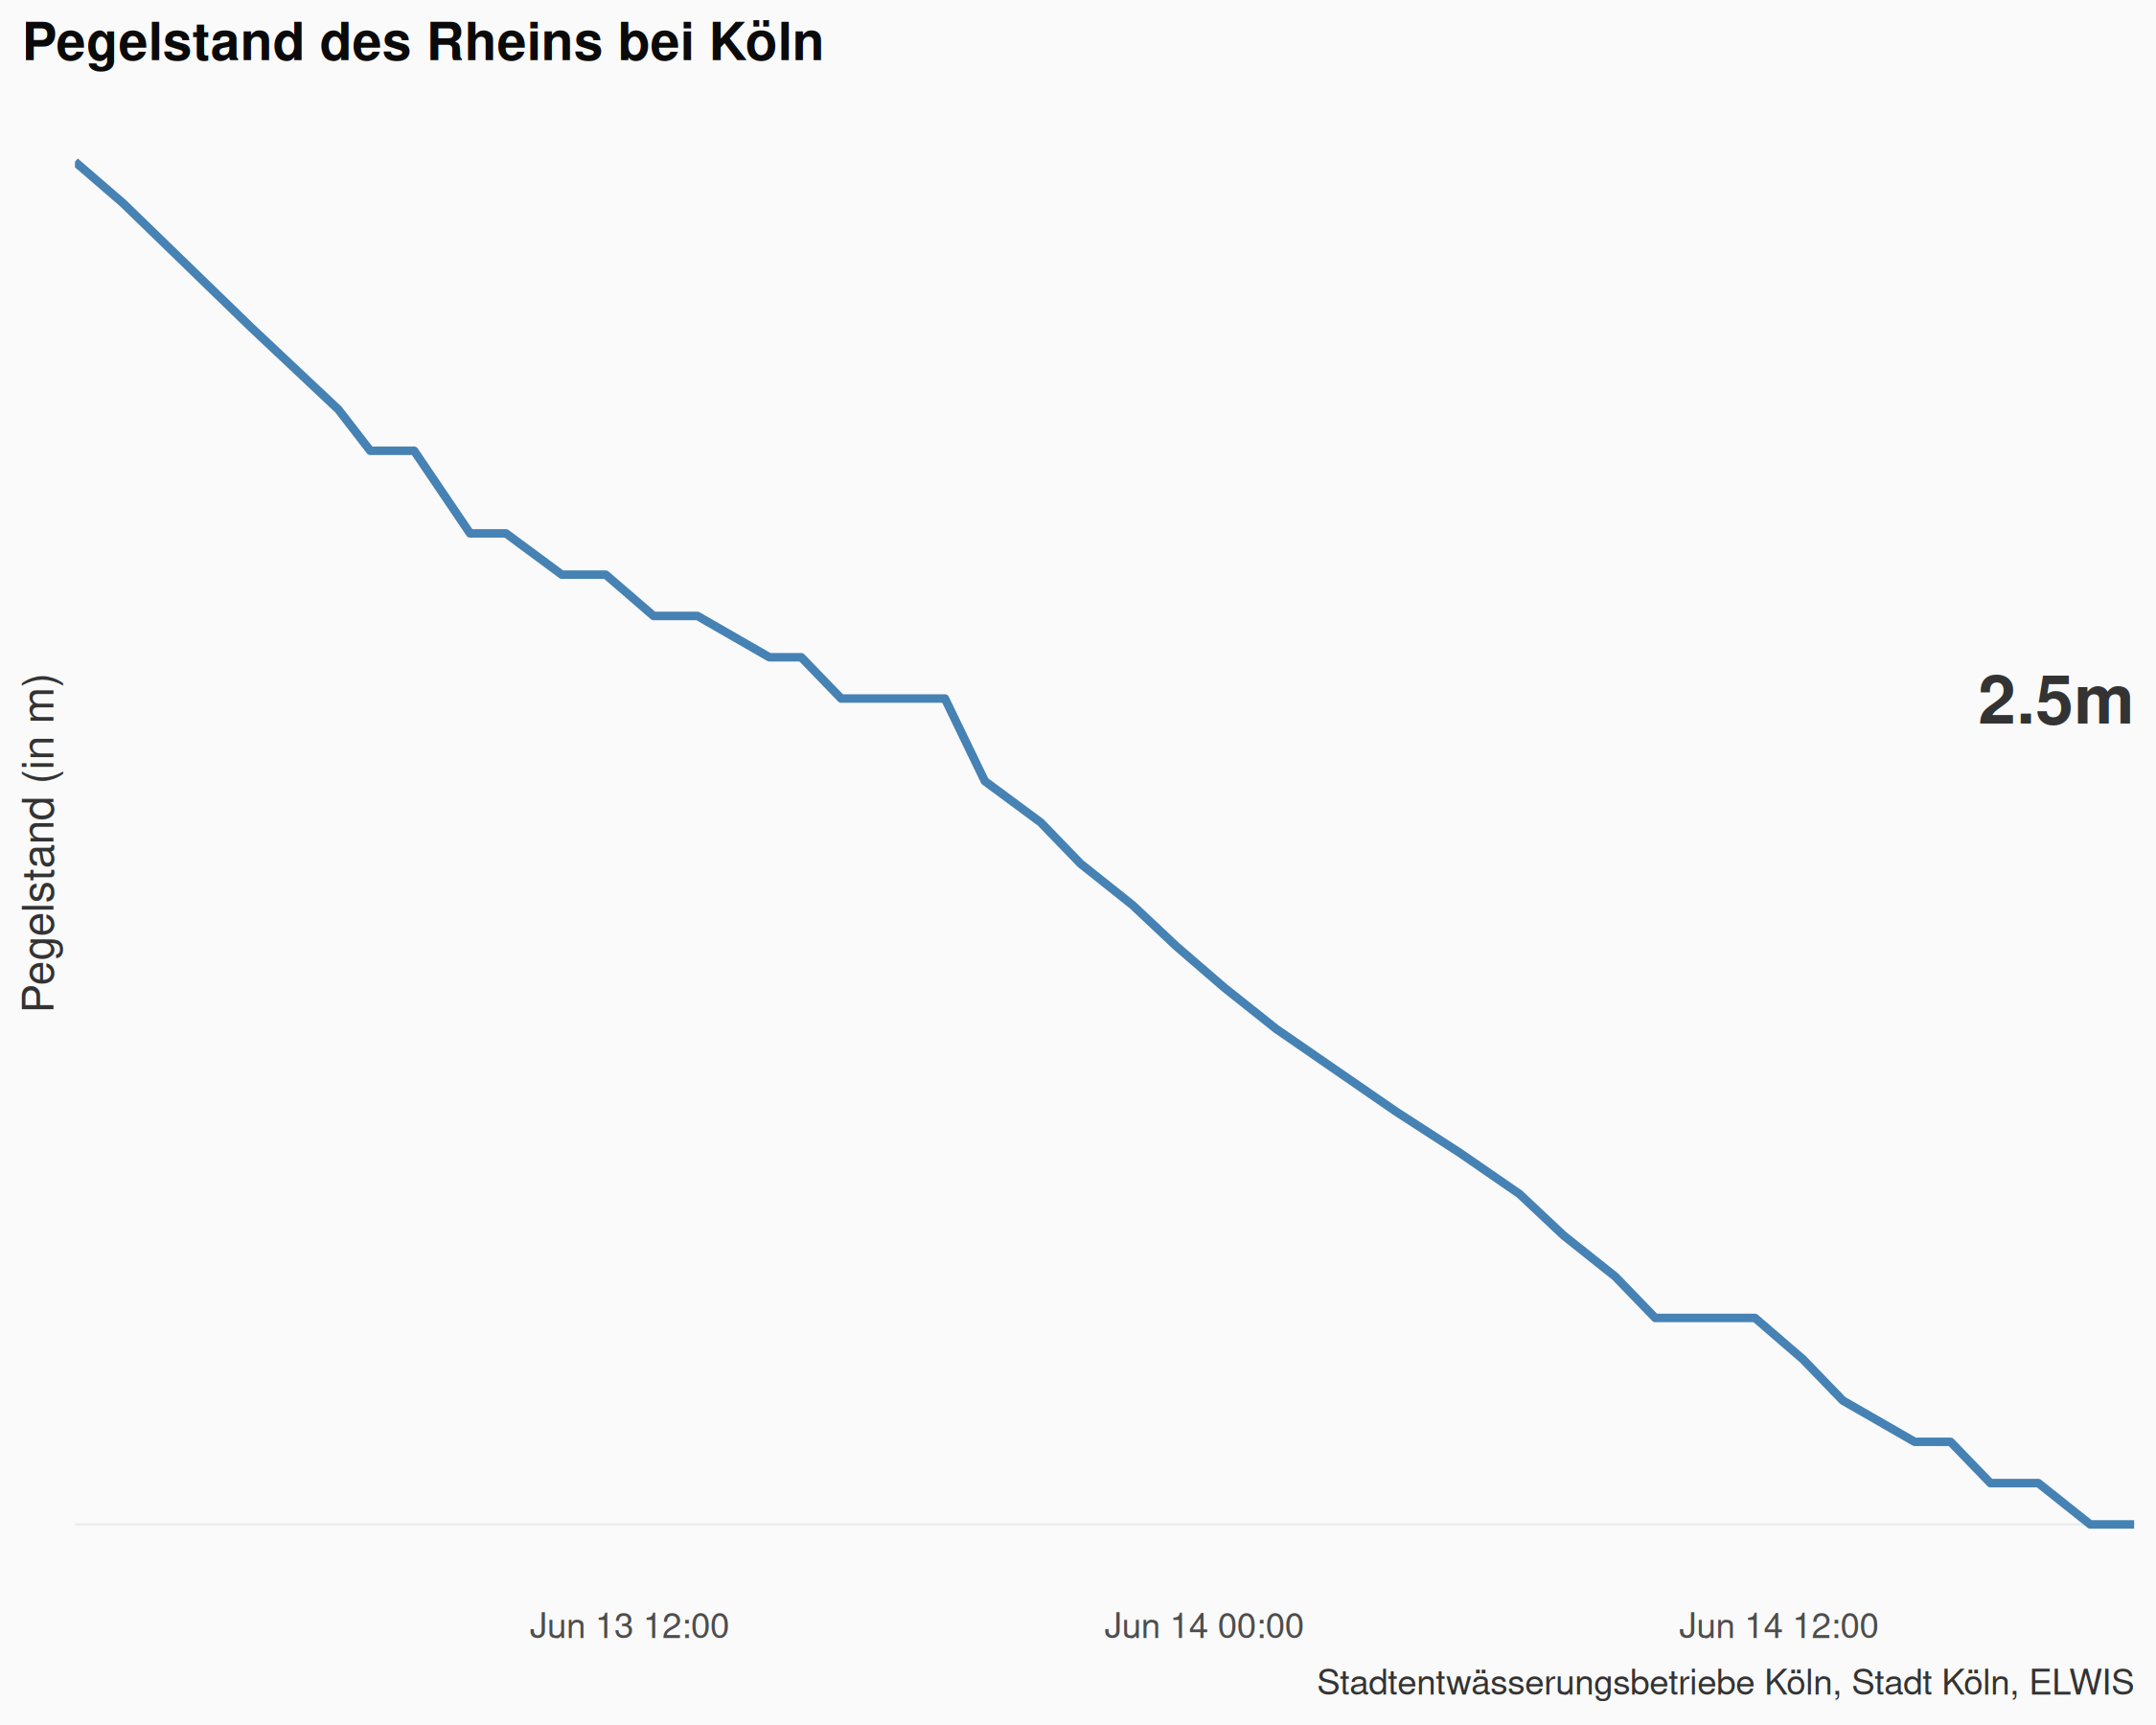 Pegelstand des Rheins bei Köln
Pegelstand (in m)
2.5m
Jun 13 12:00
Jun 14 00:00
Jun 14 12:00
Stadtentwässerungsbetriebe Köln, Stadt Köln, ELWIS